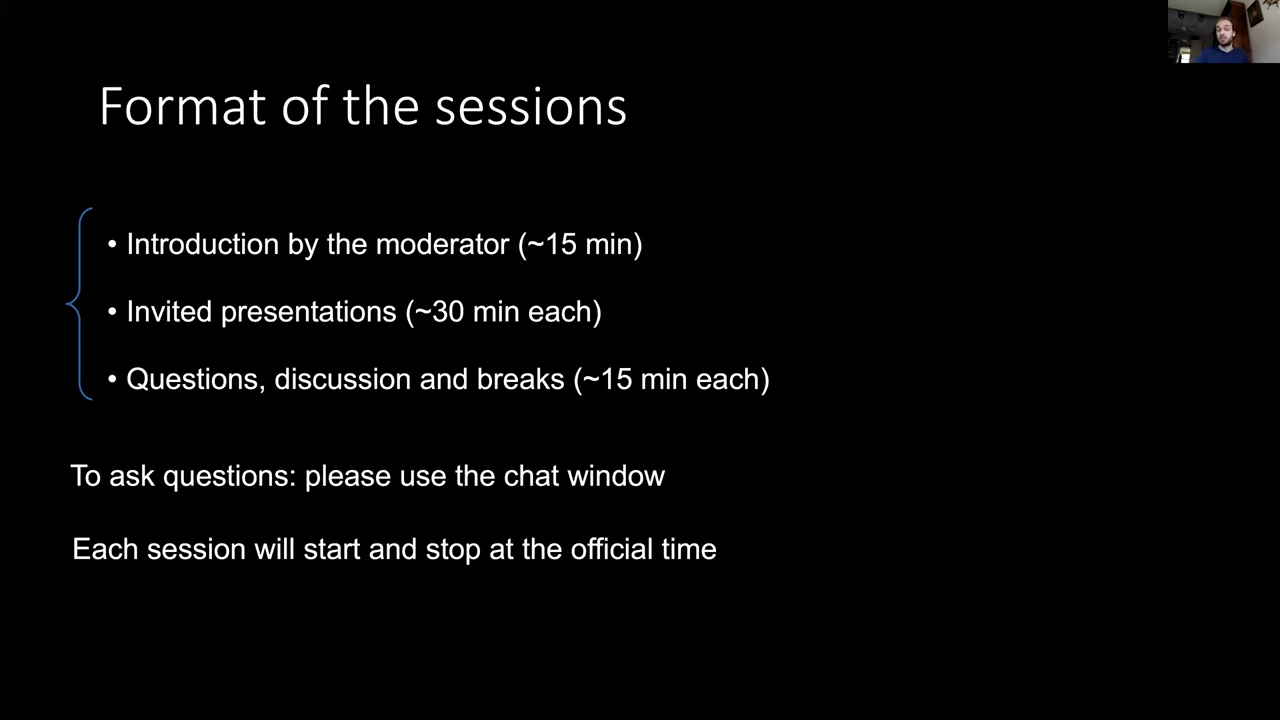 Format of the sessions
• Introduction by the moderator (~15 min)
• Invited presentations (~30 min each)
• Questions, discussion and breaks (~15 min each)
To ask questions: please use the chat window
Each session will start and stop at the official time